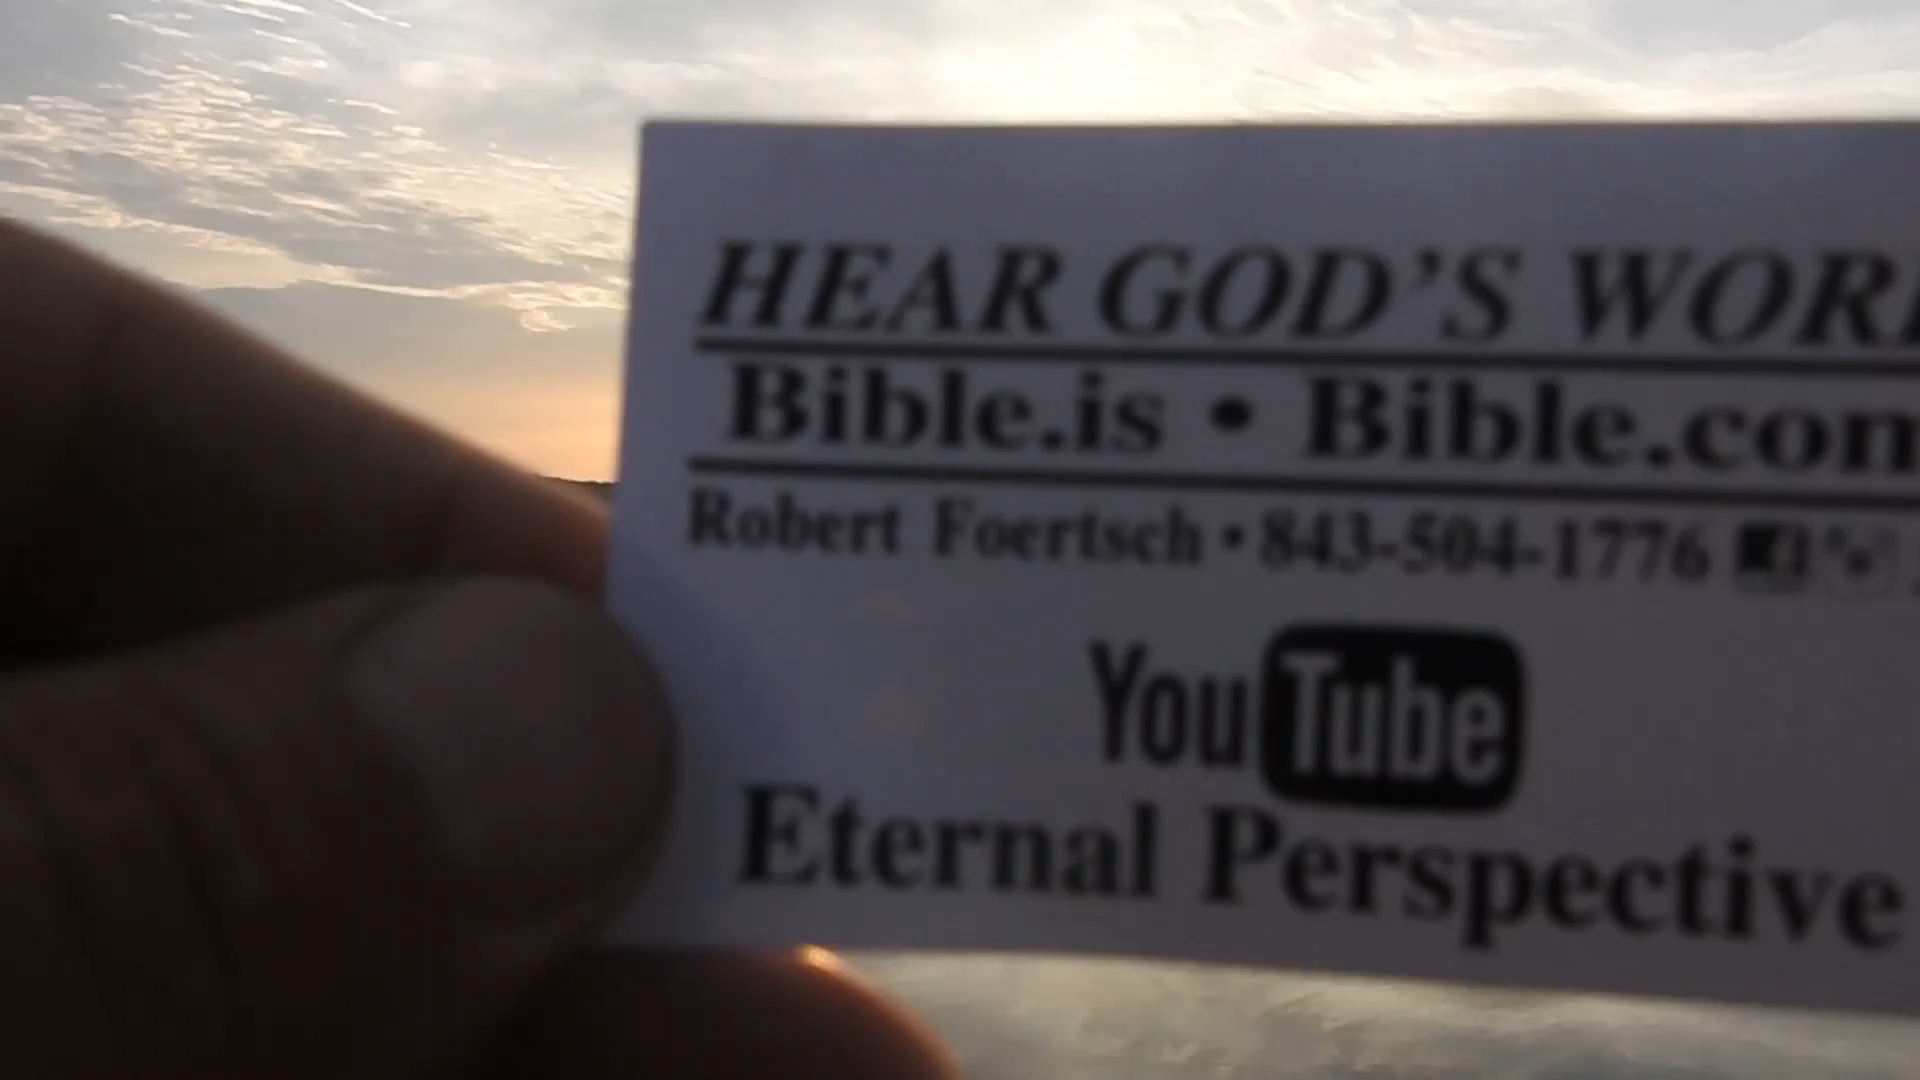 HEAR GOD'S WOR
Bible.is • Bible.com
Robert Foertsch • 843-504-1776
YouTube
Eternal Perspective